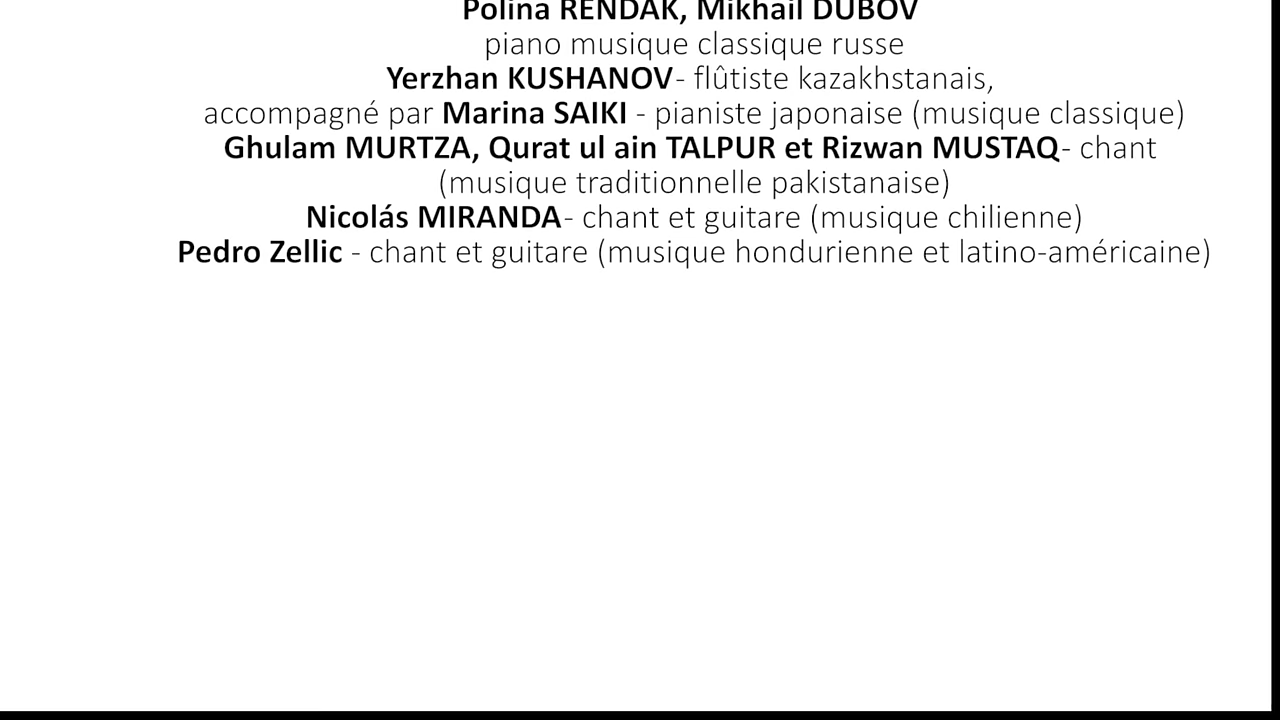 Polina RENDAK, Mikhail DUBOV
piano musique classique russe
Yerzhan KUSHANOV- flûtiste kazakhstanais,
accompagné par Marina SAIKI - pianiste japonaise (musique classique)
Ghulam MURTZA, Qurat ul ain TALPUR et Rizwan MUSTAQ- chant
(musique traditionnelle pakistanaise)
Nicolás MIRANDA- chant et guitare (musique chilienne)
Pedro Zellic - chant et guitare (musique hondurienne et latino-américaine)